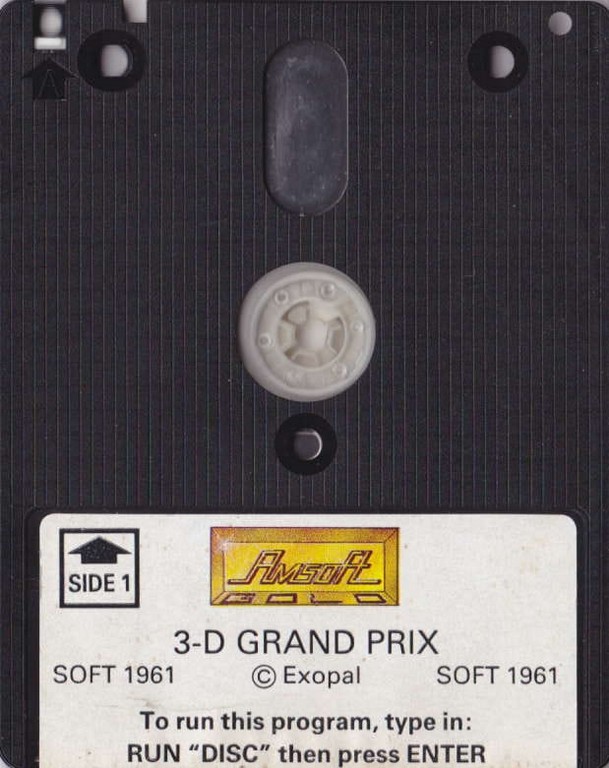 A
SIDE 1
Amsoft
GOLD
3-D GRAND PRIX
SOFT 1961 © Exopal SOFT 1961
To run this program, type in:
RUN “DISC” then press ENTER